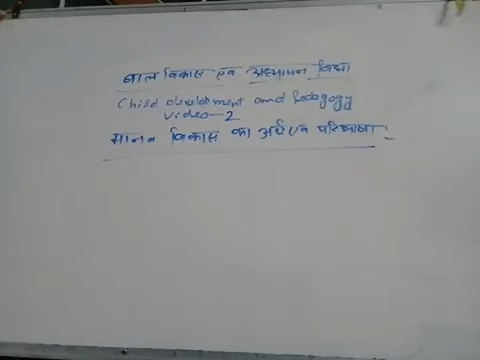 बाल विकास एवं अध्यापन विद्या
Child development and Pedagogy
Video-2
मानव विकास का अर्थ एवं परिभाषा: